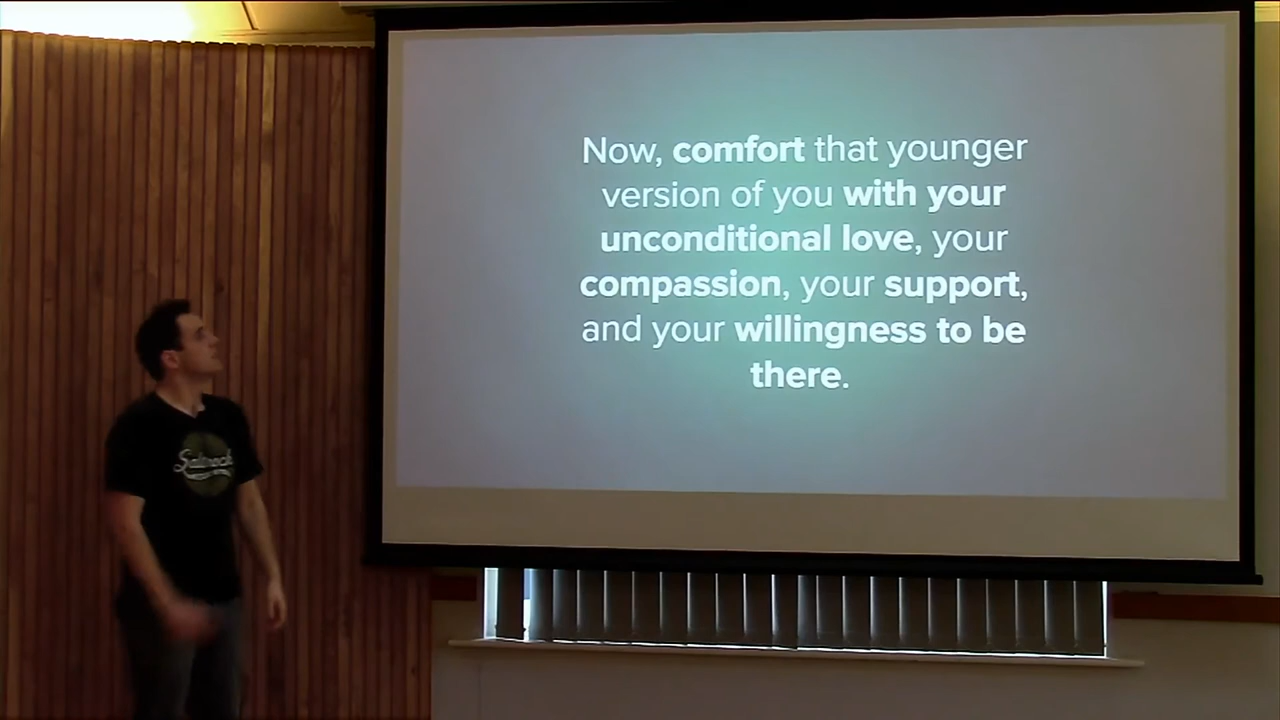 Now, comfort that younger
version of you with your
unconditional love, your
compassion, your support,
and your willingness to be
there.
Saltrock